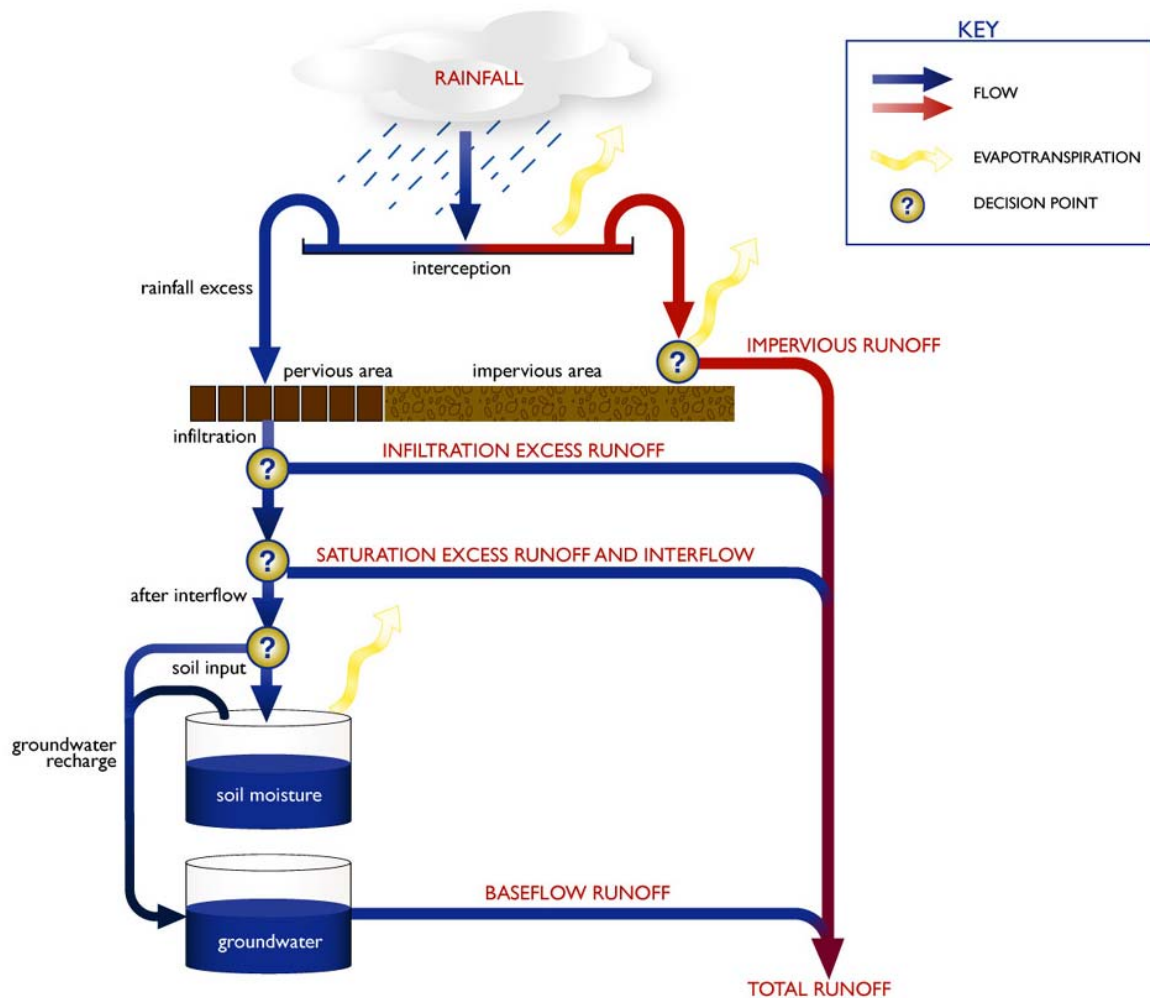 KEY
RAINFALL
FLOW
EVAPOTRANSPIRATION
?
DECISION POINT
interception
rainfall excess
?
IMPERVIOUS RUNOFF
pervious area
impervious area
infiltration
INFILTRATION EXCESS RUNOFF
?
SATURATION EXCESS RUNOFF AND INTERFLOW
?
after interflow
?
soil input
groundwater
recharge
soil moisture
BASEFLOW RUNOFF
groundwater
TOTAL RUNOFF